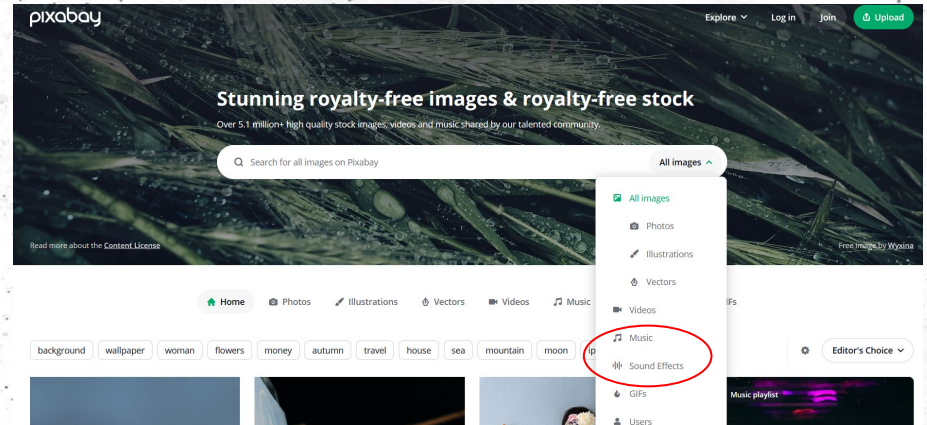 pixabay
Explore Log in Join Upload
Stunning royalty-free images & royalty-free stock
Over 5.1 million+ high quality stock images, videos and music shared by our talented community.
Search for all images on Pixabay All images
All images
Photos
Illustrations
Vectors
Videos
Music
Sound Effects
GIFs
Users
Read more about the Content License
Free image by Wyxina
Home Photos Illustrations Vectors Videos Music IFs
background wallpaper woman flowers money autumn travel house sea mountain moon ip
Editor's Choice
Music playlist